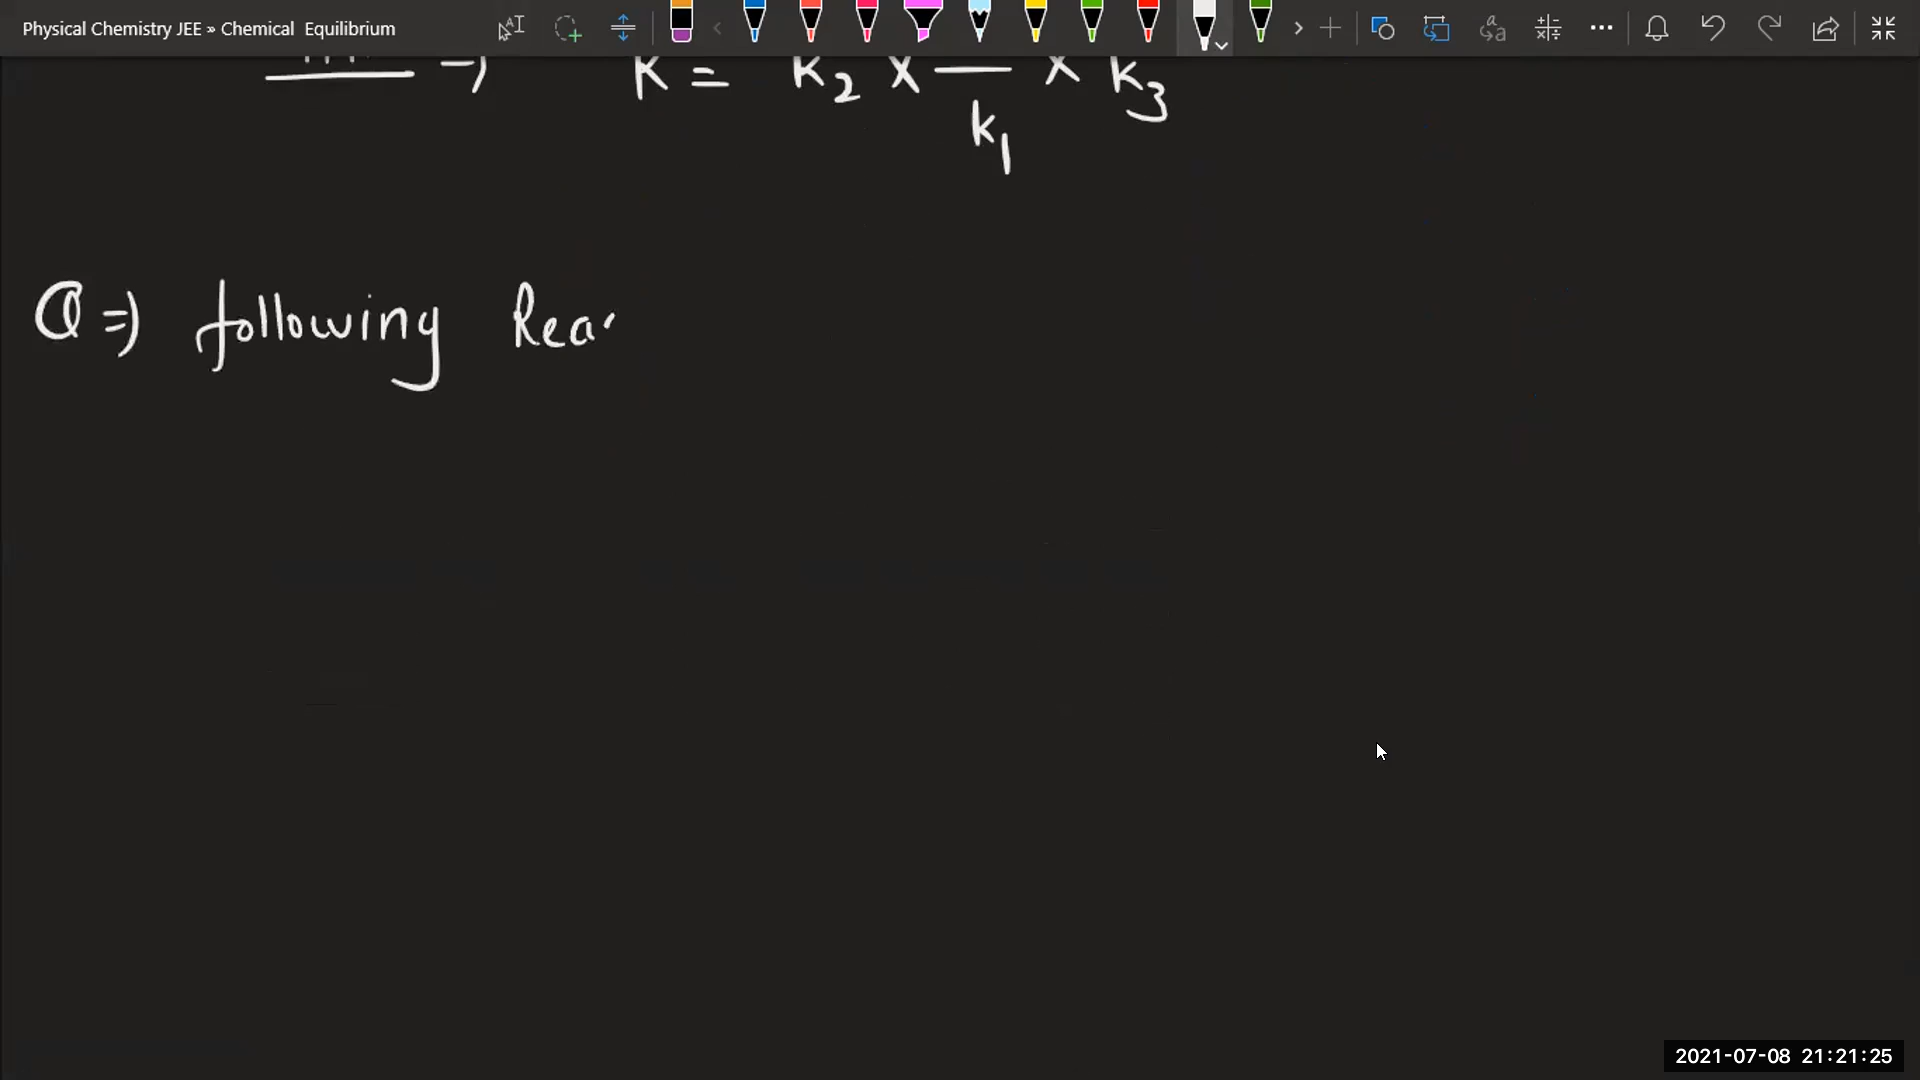 Physical Chemistry JEE » Chemical Equilibrium
K = K2 × — × K3
K1
Q ⇒ following Rea
2021-07-08 21:21:25